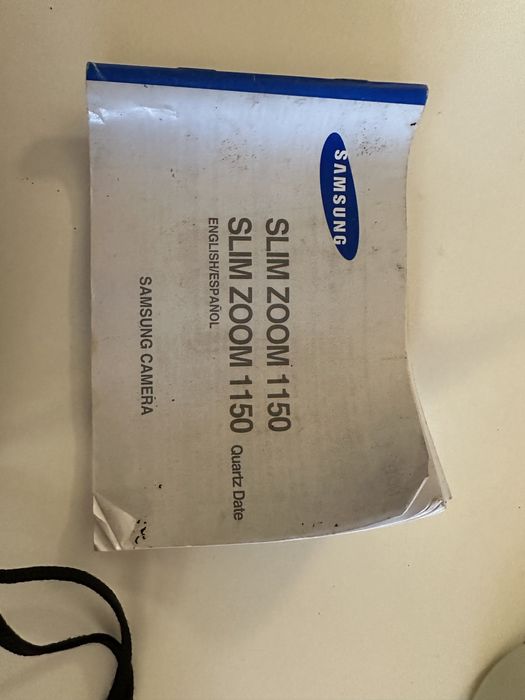 SAMSUNG
SLIM ZOOM 1150
SLIM ZOOM 1150 Quartz Date
ENGLISH/ESPAÑOL
SAMSUNG CAMERA